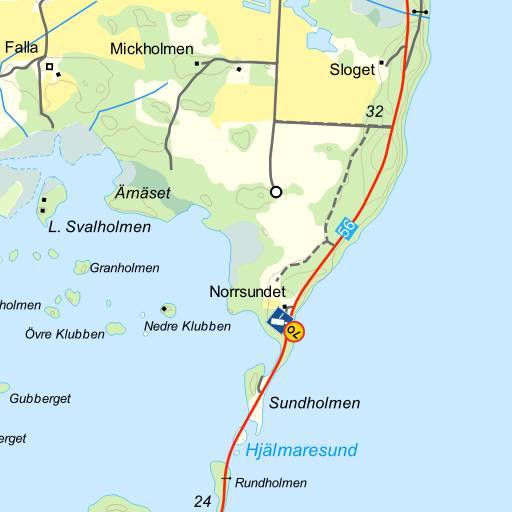 Falla
Mickholmen
Sloget
32
Ärnäset
L. Svalholmen
56
Granholmen
Norrsundet
holmen
Övre Klubben
Nedre Klubben
70
Gubberget
Sundholmen
erget
Hjälmaresund
Rundholmen
24